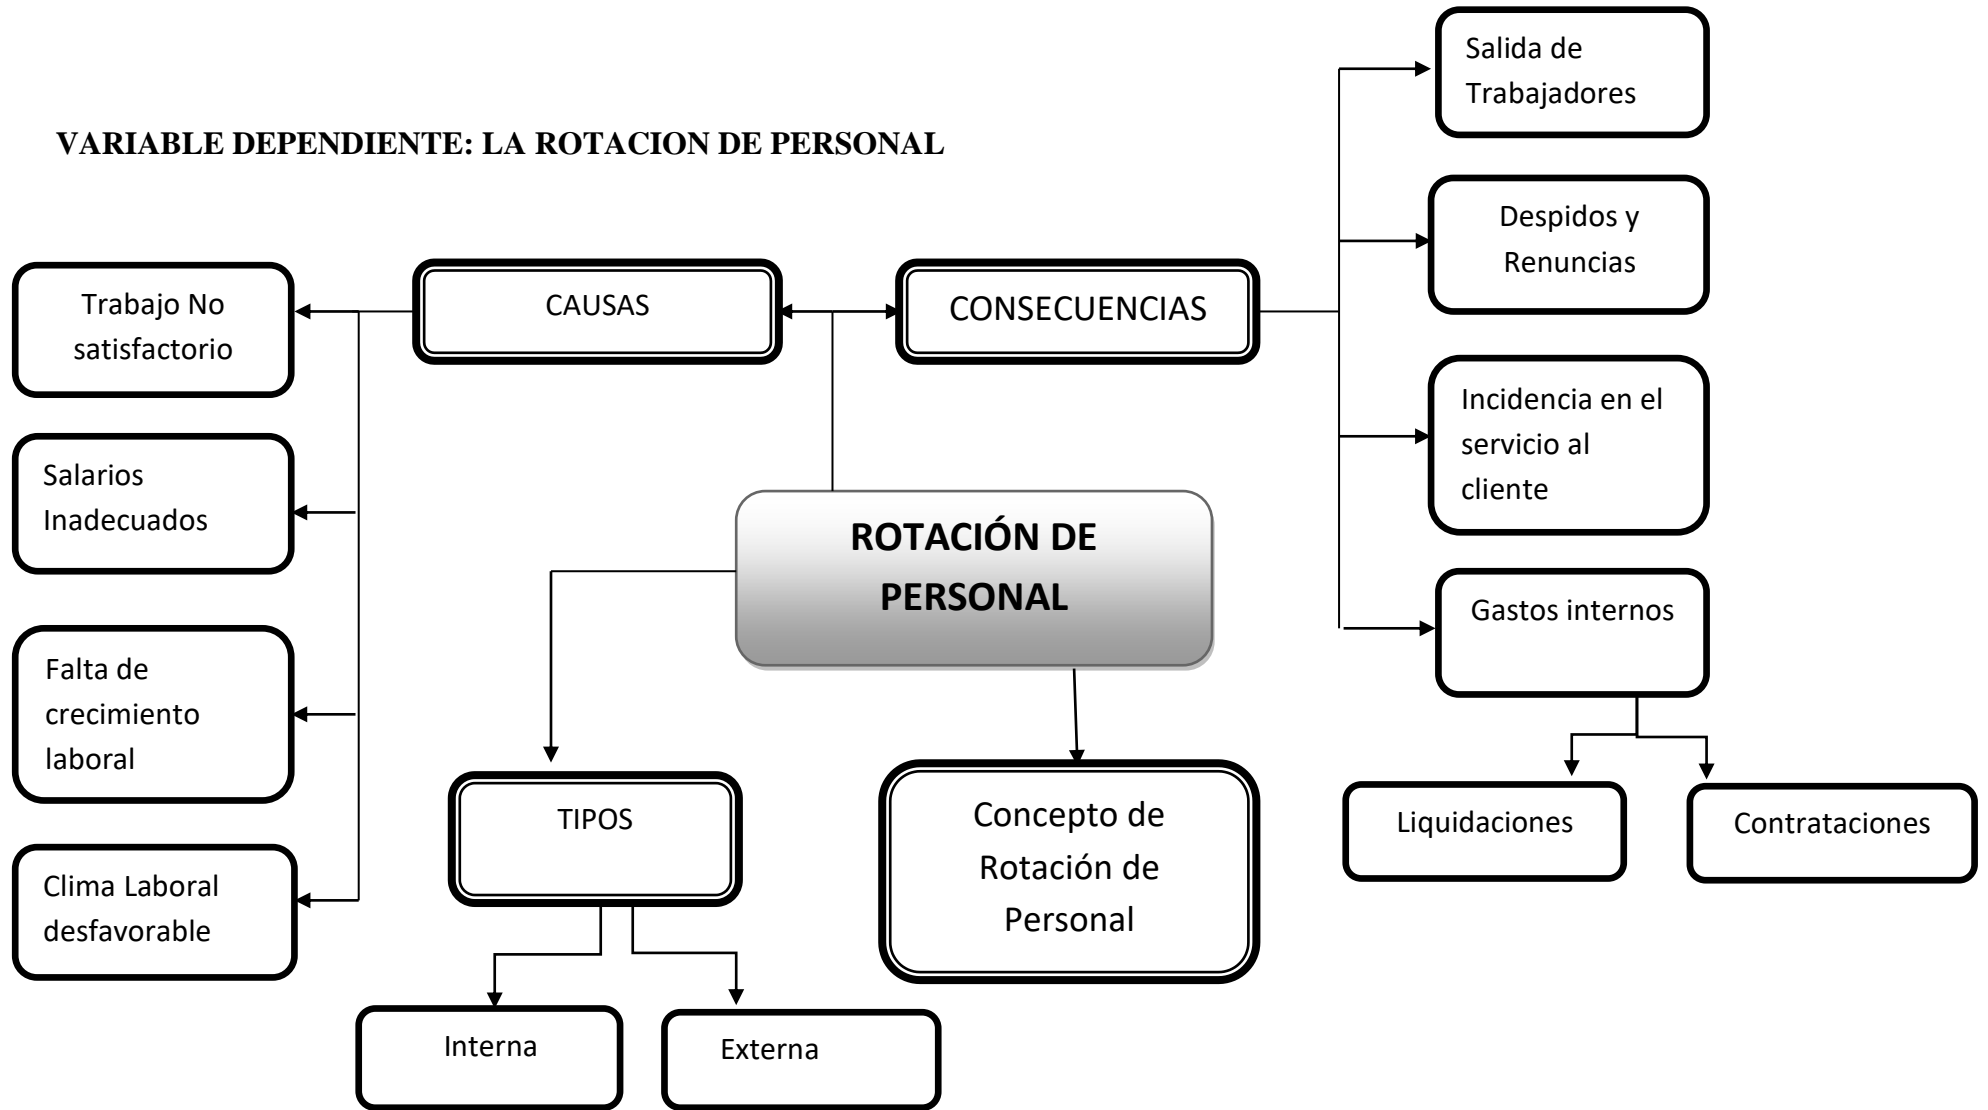 VARIABLE DEPENDIENTE: LA ROTACION DE PERSONAL
Salida de
Trabajadores
Despidos y
Renuncias
Incidencia en el
servicio al
cliente
Gastos internos
Liquidaciones
Contrataciones
CONSECUENCIAS
CAUSAS
Trabajo No
satisfactorio
Salarios
Inadecuados
Falta de
crecimiento
laboral
Clima Laboral
desfavorable
ROTACIÓN DE
PERSONAL
TIPOS
Interna
Externa
Concepto de
Rotación de
Personal